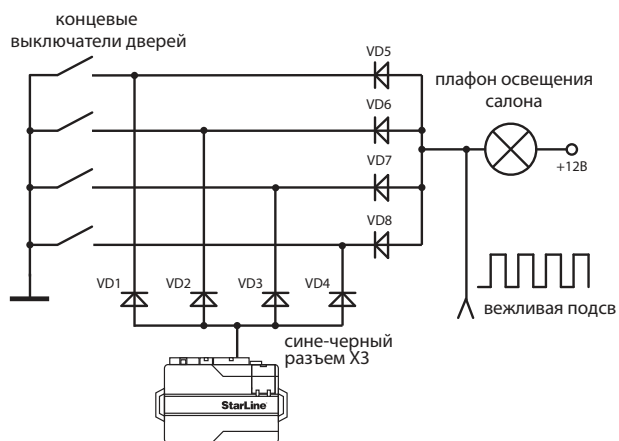 концевые
выключатели дверей
VD5
VD6
VD7
VD8
плафон освещения
салона
+12В
VD1
VD2
VD3
VD4
вежливая подсв
сине-черный
разъем X3
StarLine